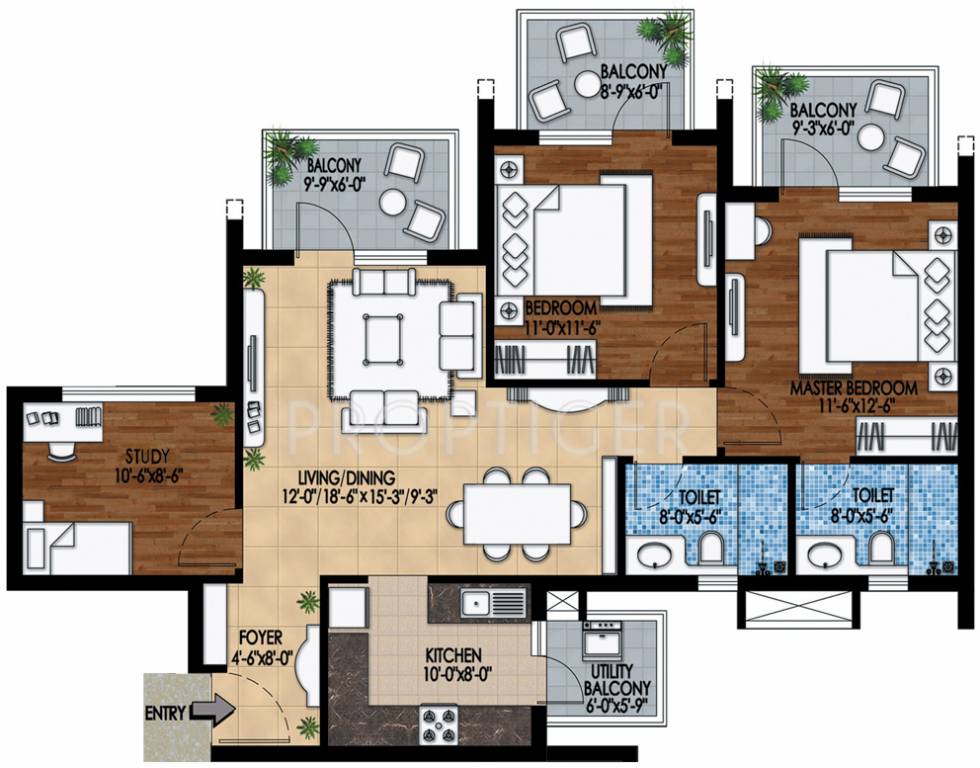 BALCONY
8'-9"x6'-0"
BALCONY
9'-3"x6'-0"
BALCONY
9'-9"x6'-0"
BEDROOM
11'-0"x11'-6"
MASTER BEDROOM
11'-6"x12'-6"
PROPTIGER
STUDY
10'-6"x8'-6"
LIVING/DINING
12'-0"/18'-6" x 15'-3"/9'-3"
TOILET
8'-0"x5'-6"
TOILET
8'-0"x5'-6"
FOYER
4'-6"x8'-0"
KITCHEN
10'-0"x8'-0"
UTILITY
BALCONY
6'-0"x5'-9"
ENTRY